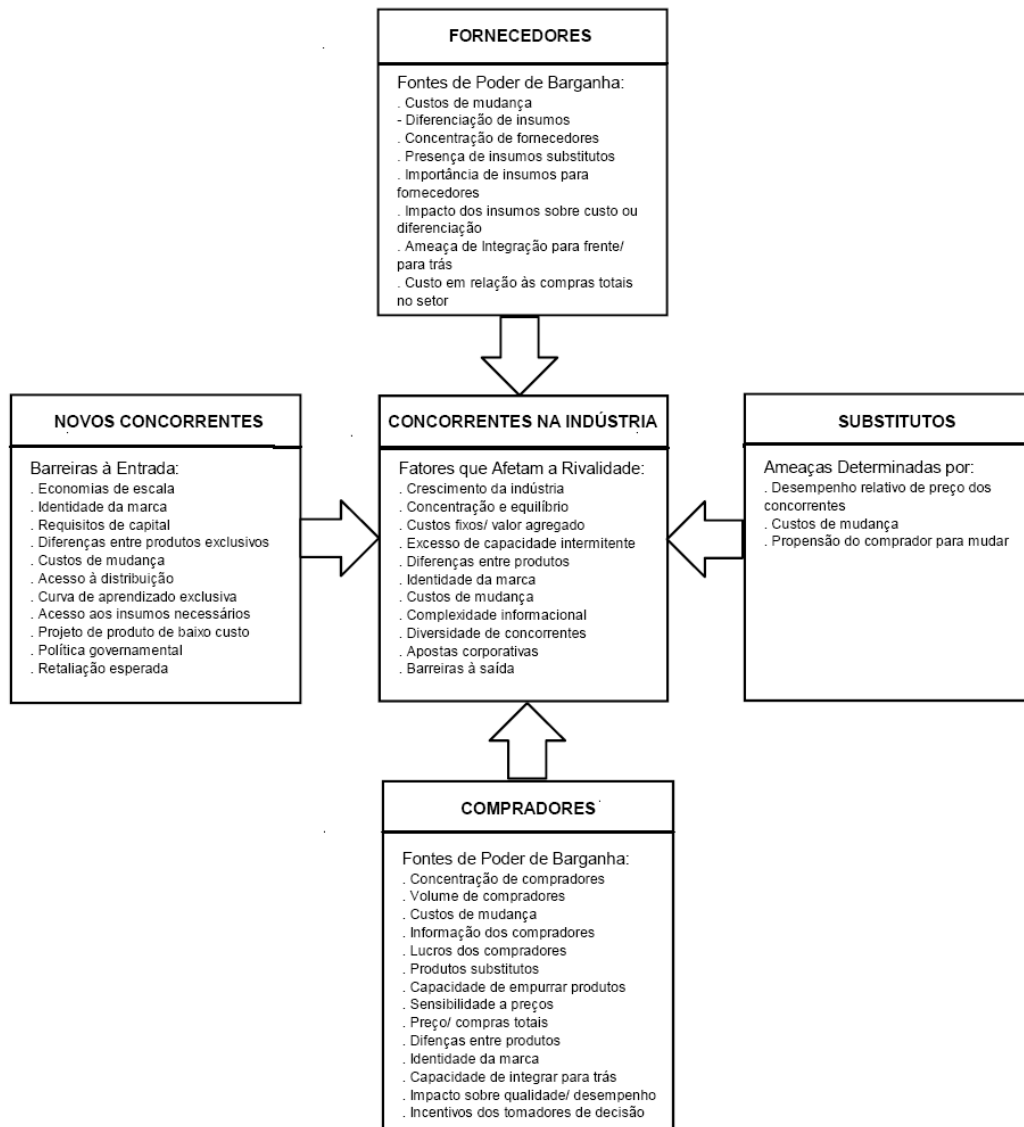 FORNECEDORES
Fontes de Poder de Barganha:
. Custos de mudança
- Diferenciação de insumos
. Concentração de fornecedores
. Presença de insumos substitutos
. Importância de insumos para
fornecedores
. Impacto dos insumos sobre custo ou
diferenciação
. Ameaça de Integração para frente/
para trás
. Custo em relação às compras totais
no setor
NOVOS CONCORRENTES
Barreiras à Entrada:
. Economias de escala
. Identidade da marca
. Requisitos de capital
. Diferenças entre produtos exclusivos
. Custos de mudança
. Acesso à distribuição
. Curva de aprendizado exclusiva
. Acesso aos insumos necessários
. Projeto de produto de baixo custo
. Política governamental
. Retaliação esperada
CONCORRENTES NA INDÚSTRIA
Fatores que Afetam a Rivalidade:
. Crescimento da indústria
. Concentração e equilíbrio
. Custos fixos/ valor agregado
. Excesso de capacidade intermitente
. Diferenças entre produtos
. Identidade da marca
. Custos de mudança
. Complexidade informacional
. Diversidade de concorrentes
. Apostas corporativas
. Barreiras à saída
SUBSTITUTOS
Ameaças Determinadas por:
. Desempenho relativo de preço dos
concorrentes
. Custos de mudança
. Propensão do comprador para mudar
COMPRADORES
Fontes de Poder de Barganha:
. Concentração de compradores
. Volume de compradores
. Custos de mudança
. Informação dos compradores
. Lucros dos compradores
. Produtos substitutos
. Capacidade de empurrar produtos
. Sensibilidade a preços
. Preço/ compras totais
. Difenças entre produtos
. Identidade da marca
. Capacidade de integrar para trás
. Impacto sobre qualidade/ desempenho
. Incentivos dos tomadores de decisão